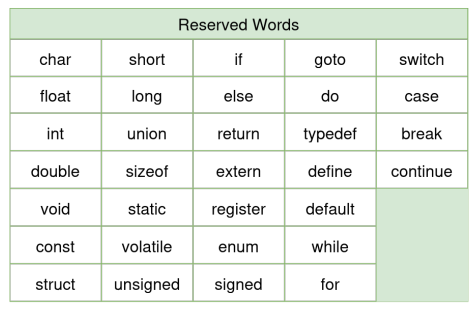 Reserved Words
char short if goto switch
float long else do case
int union return typedef break
double sizeof extern define continue
void static register default
const volatile enum while
struct unsigned signed for